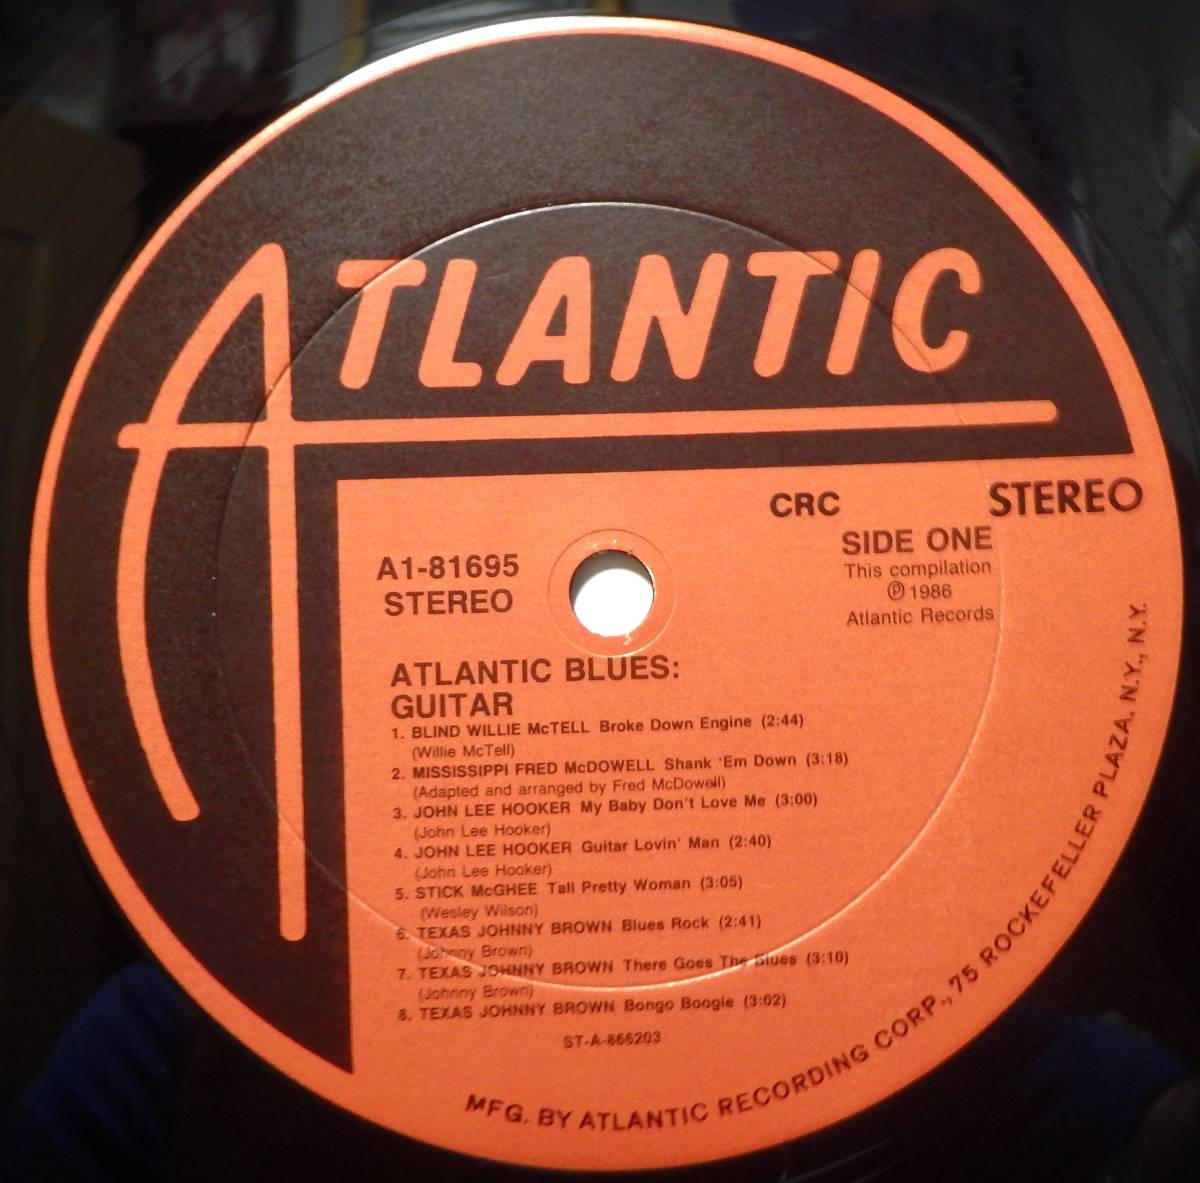 ATLANTIC
CRC STEREO
A1-81695
STEREO
SIDE ONE
This compilation
℗ 1986
Atlantic Records
ATLANTIC BLUES:
GUITAR
1. BLIND WILLIE McTELL Broke Down Engine (2:44)
(Willie McTell)
2. MISSISSIPPI FRED McDOWELL Shank 'Em Down (3:18)
(Adapted and arranged by Fred McDowell)
3. JOHN LEE HOOKER My Baby Don't Love Me (3:00)
(John Lee Hooker)
4. JOHN LEE HOOKER Guitar Lovin' Man (2:40)
(John Lee Hooker)
5. STICK McGHEE Tall Pretty Woman (3:05)
(Wesley Wilson)
6. TEXAS JOHNNY BROWN Blues Rock (2:41)
(Johnny Brown)
7. TEXAS JOHNNY BROWN There Goes The Blues (3:10)
(Johnny Brown)
8. TEXAS JOHNNY BROWN Bongo Boogie (3:02)
ST-A-866203
MFG. BY ATLANTIC RECORDING CORP., 75 ROCKEFELLER PLAZA, N.Y., N.Y.